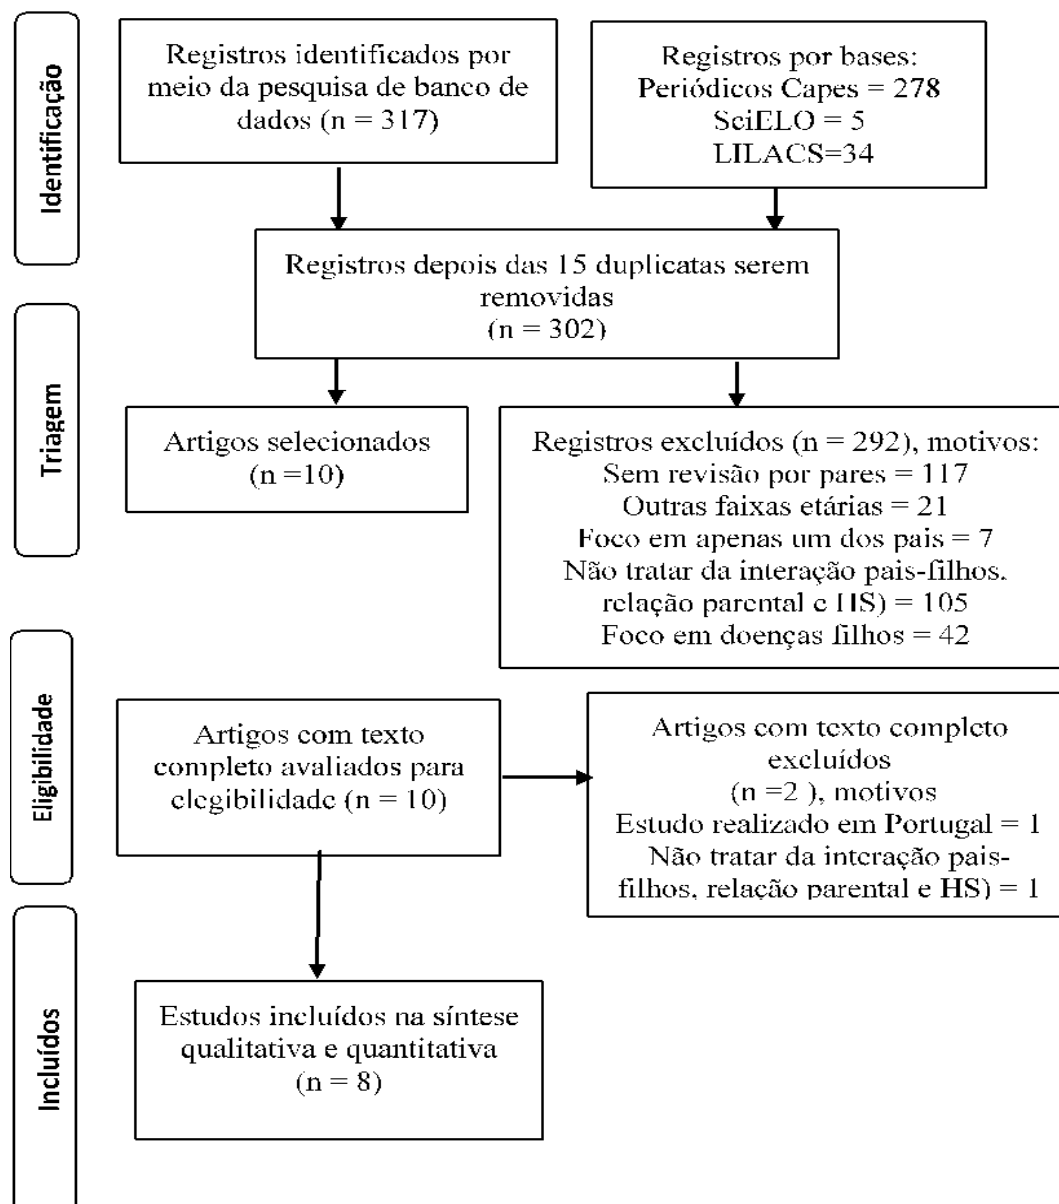 Identificação
Registros identificados por
meio da pesquisa de banco de
dados (n = 317)
Registros por bases:
Periódicos Capes = 278
SciELO = 5
LILACS=34
Registros depois das 15 duplicatas serem
removidas
(n = 302)
Triagem
Artigos selecionados
(n =10)
Registros excluídos (n = 292), motivos:
Sem revisão por pares = 117
Outras faixas etárias = 21
Foco em apenas um dos pais = 7
Não tratar da interação pais-filhos,
relação parental e HS) = 105
Foco em doenças filhos = 42
Eligibilidade
Artigos com texto
completo avaliados para
elegibilidade (n = 10)
Artigos com texto completo
excluídos
(n =2 ), motivos
Estudo realizado em Portugal = 1
Não tratar da interação pais-
filhos, relação parental e HS) = 1
Incluídos
Estudos incluídos na síntese
qualitativa e quantitativa
(n = 8)